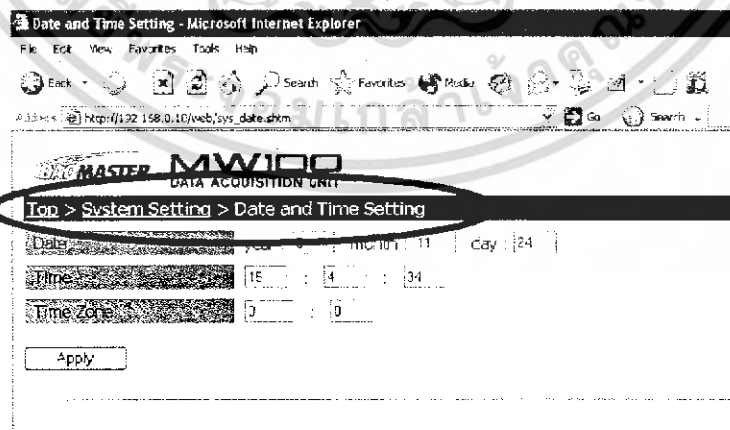 Date and Time Setting - Microsoft Internet Explorer
File Edit View Favorites Tools Help
Back Search Favorites Media
Address http://192.168.0.10/web/sys_date.shtm Go Search
DAQMASTER MW100
DATA ACQUISITION UNIT
Top > System Setting > Date and Time Setting
Date year : month : 11 day : 24
Time 15 : 4 : 34
Time Zone 0 : 0
Apply